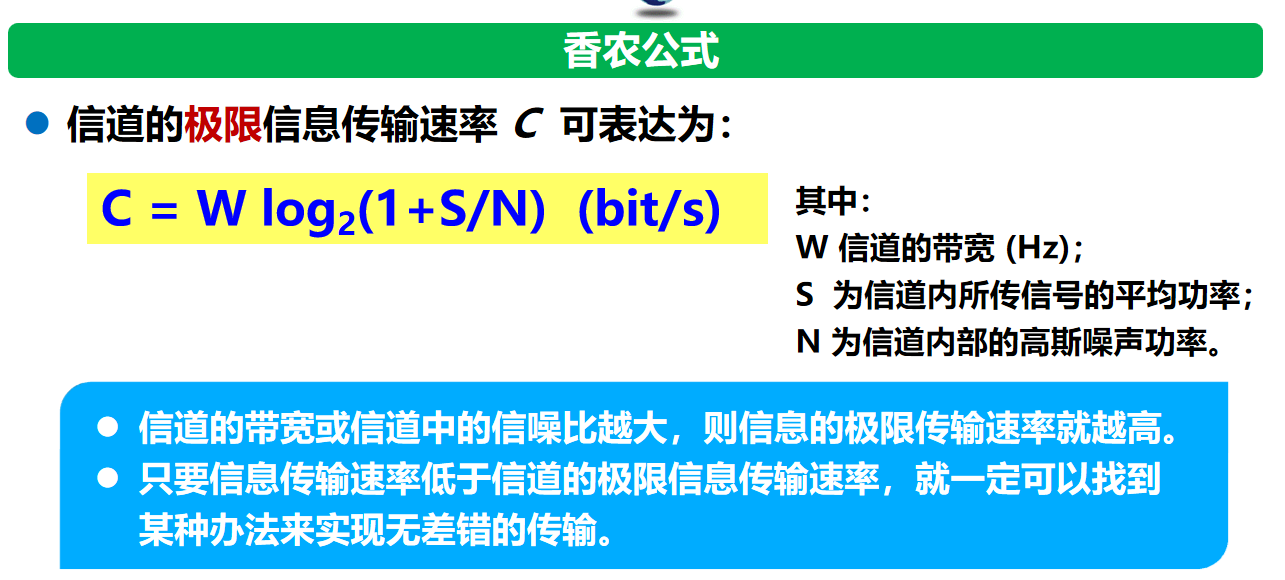 香农公式
信道的极限信息传输速率 C 可表达为：
C = W log₂(1+S/N) (bit/s)
其中：
W 信道的带宽 (Hz)；
S 为信道内所传信号的平均功率；
N 为信道内部的高斯噪声功率。
信道的带宽或信道中的信噪比越大，则信息的极限传输速率就越高。
只要信息传输速率低于信道的极限信息传输速率，就一定可以找到
某种办法来实现无差错的传输。